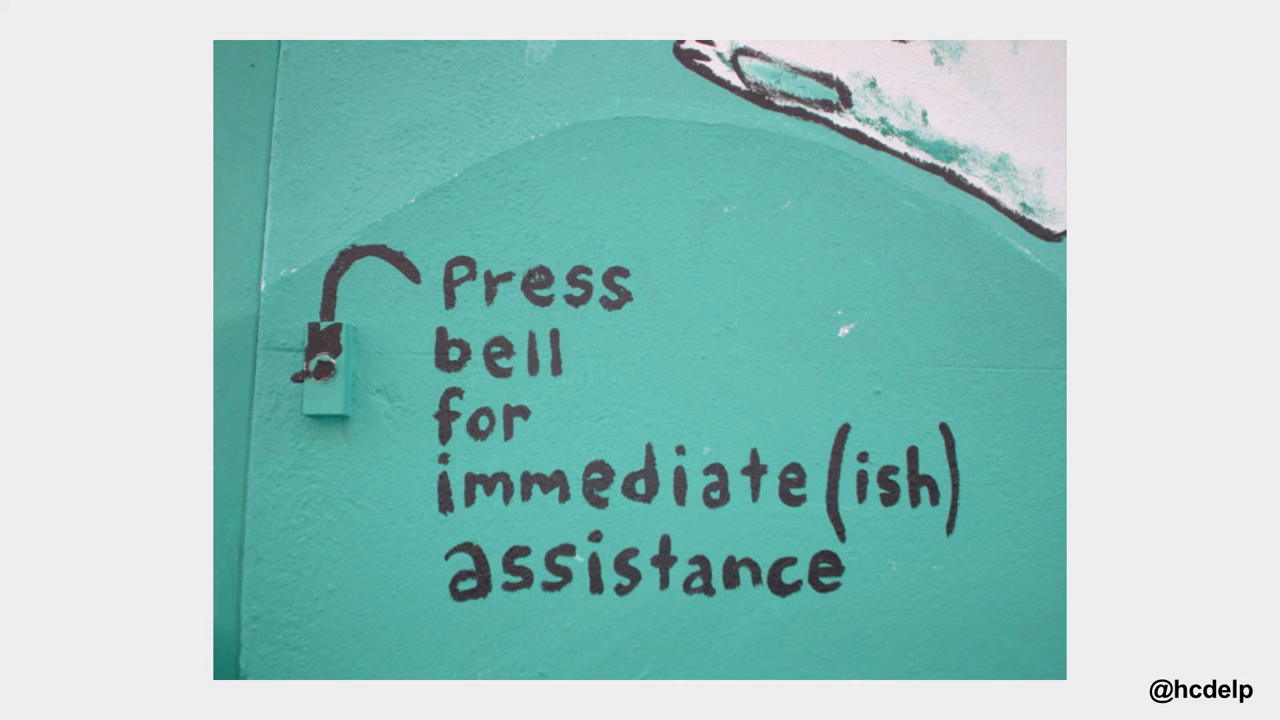 Press
bell
for
immediate(ish)
assistance
@hcdelp